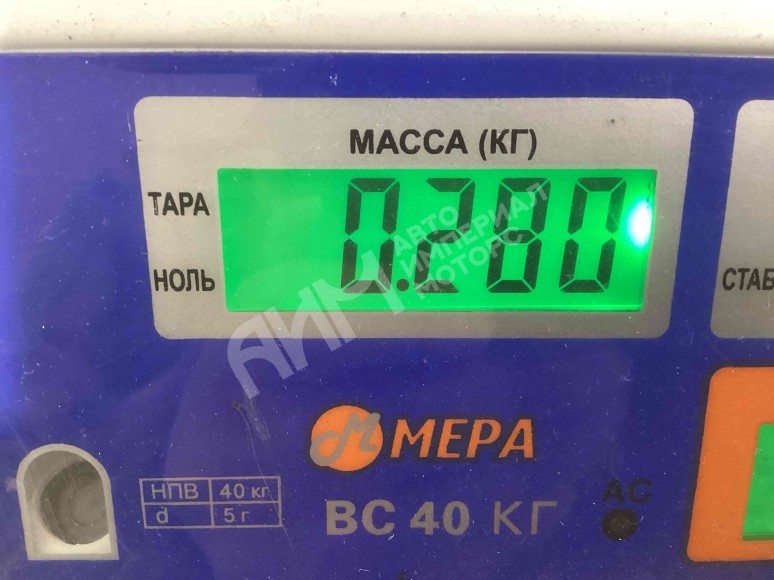 МАССА (КГ)
ТАРА
0.280
НОЛЬ
СТАБ
АИМ АВТО
ИМПЕРИАЛ
МОТОРС
М МЕРА
НПВ 40 кг
d 5 г
ВС 40 КГ
АС